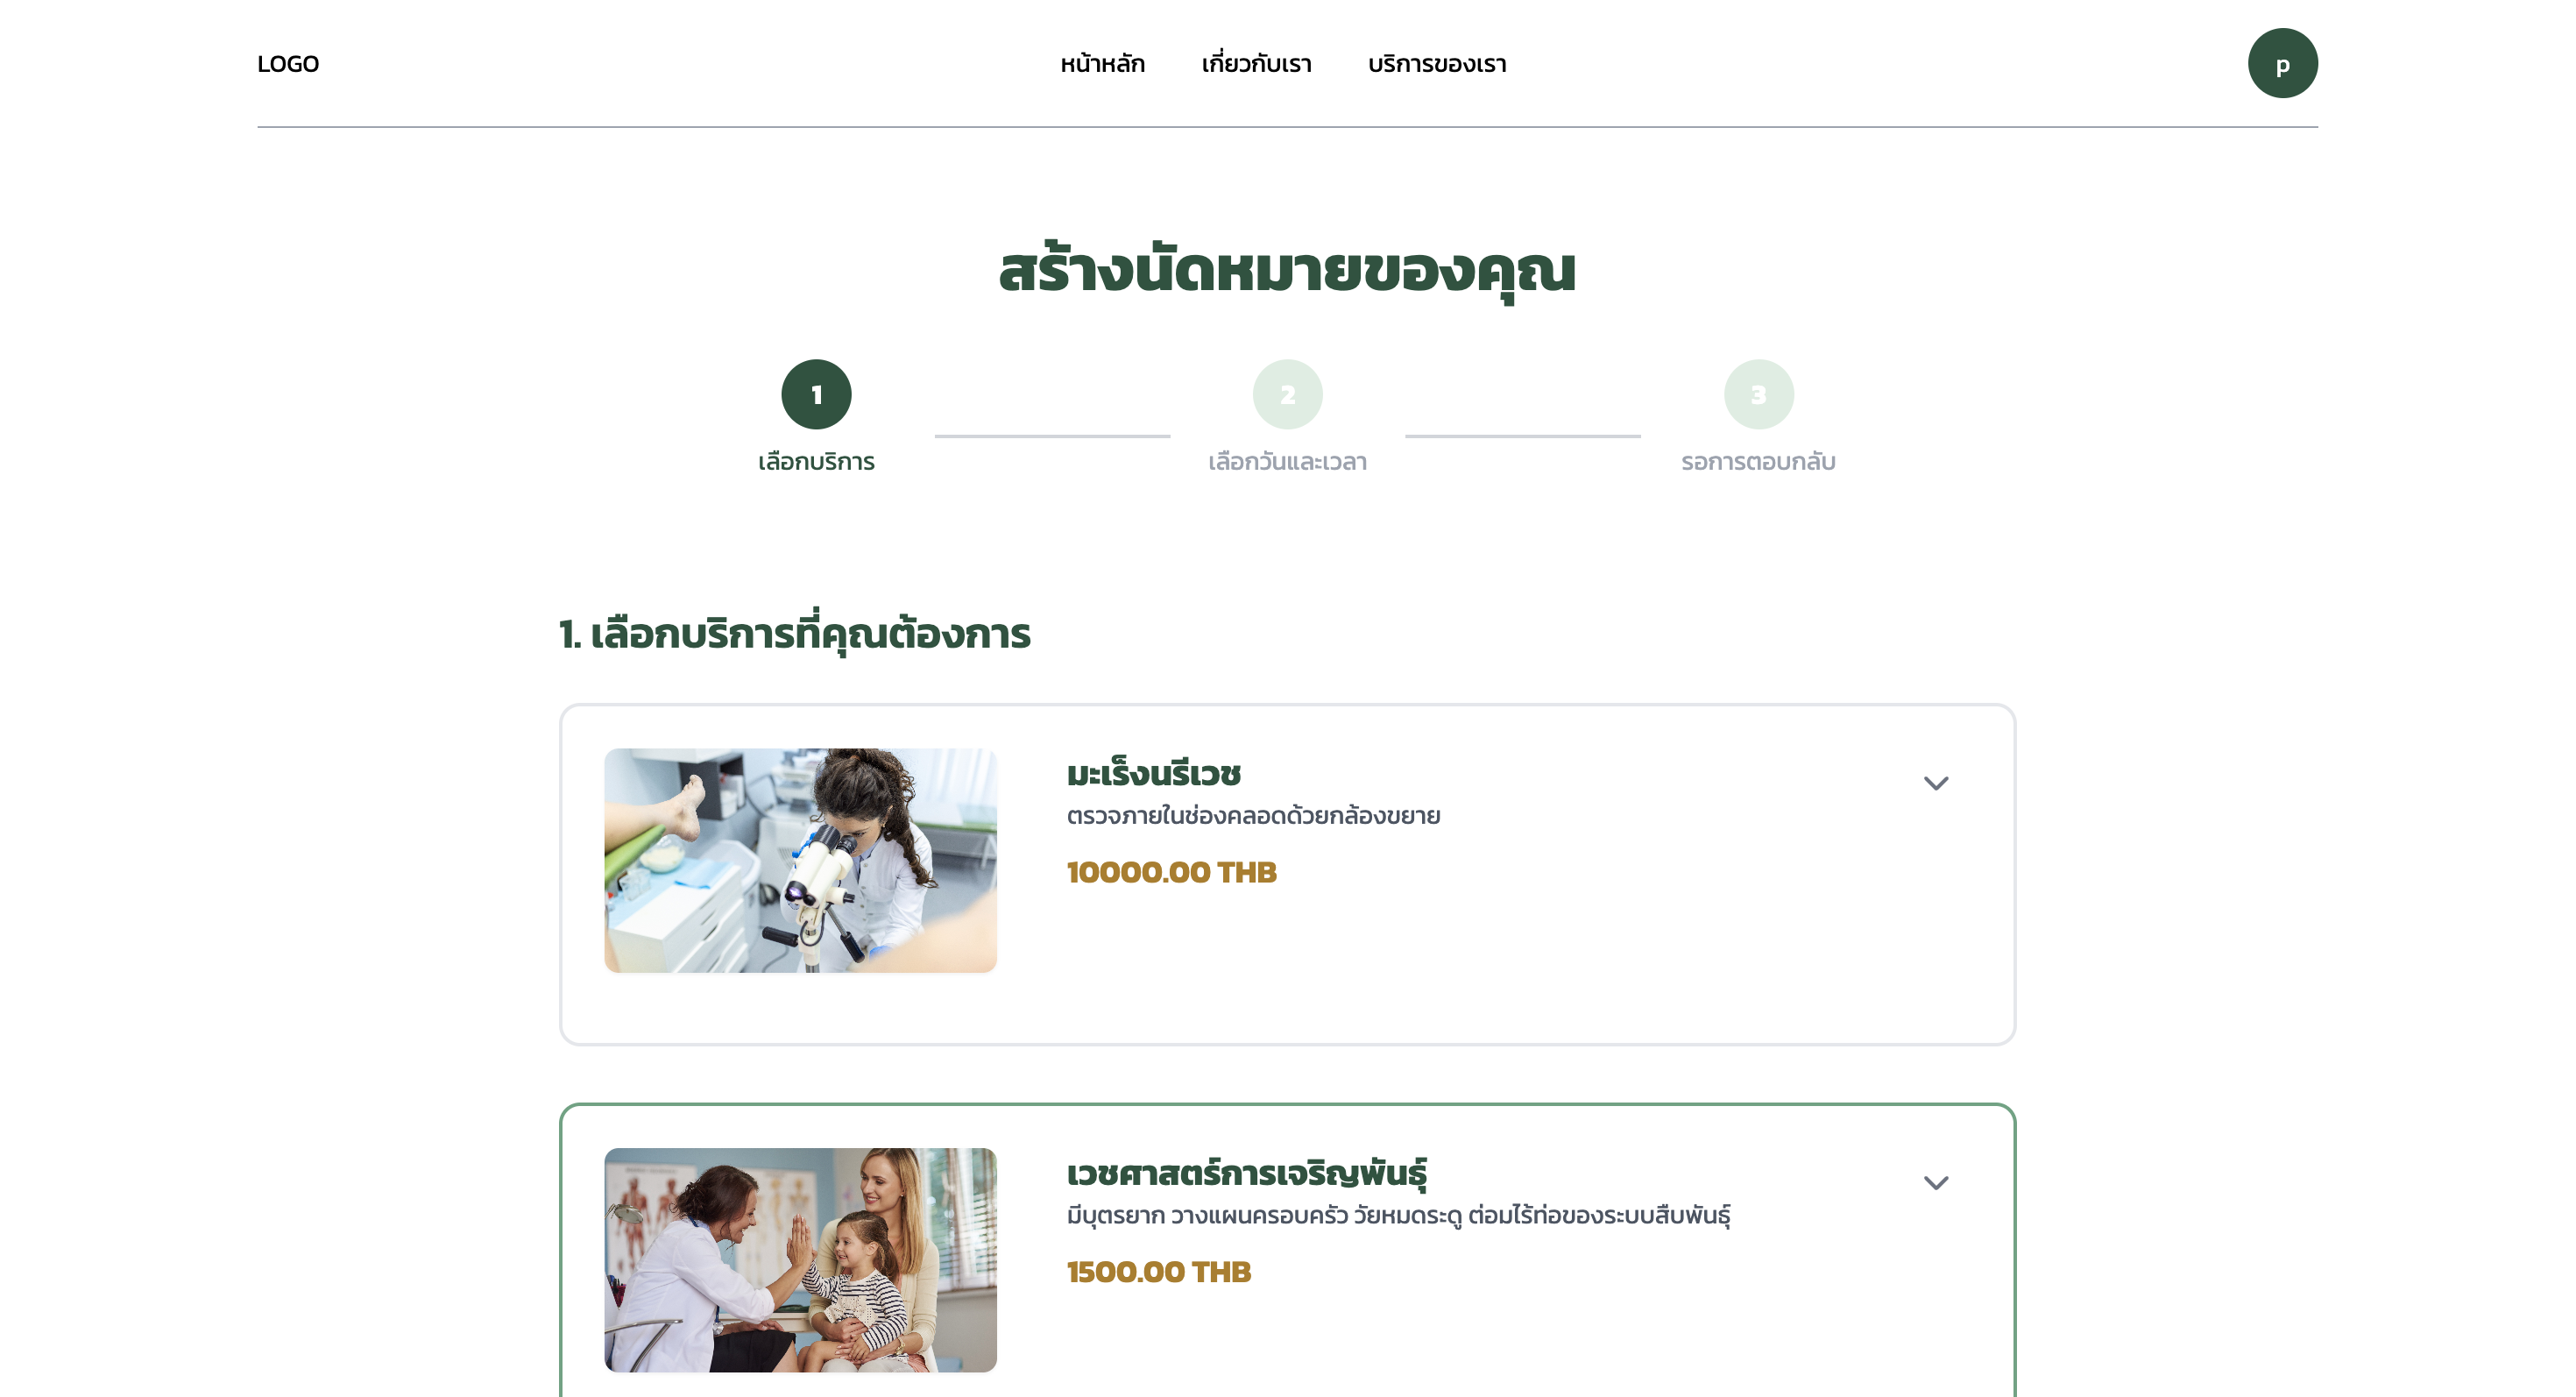 LOGO
หน้าหลัก เกี่ยวกับเรา บริการของเรา
p
สร้างนัดหมายของคุณ
1 2 3
เลือกบริการ เลือกวันและเวลา รอการตอบกลับ
1. เลือกบริการที่คุณต้องการ
มะเร็งนรีเวช
ตรวจภายในช่องคลอดด้วยกล้องขยาย
10000.00 THB
เวชศาสตร์การเจริญพันธุ์
มีบุตรยาก วางแผนครอบครัว วัยหมดระดู ต่อมไร้ท่อของระบบสืบพันธุ์
1500.00 THB